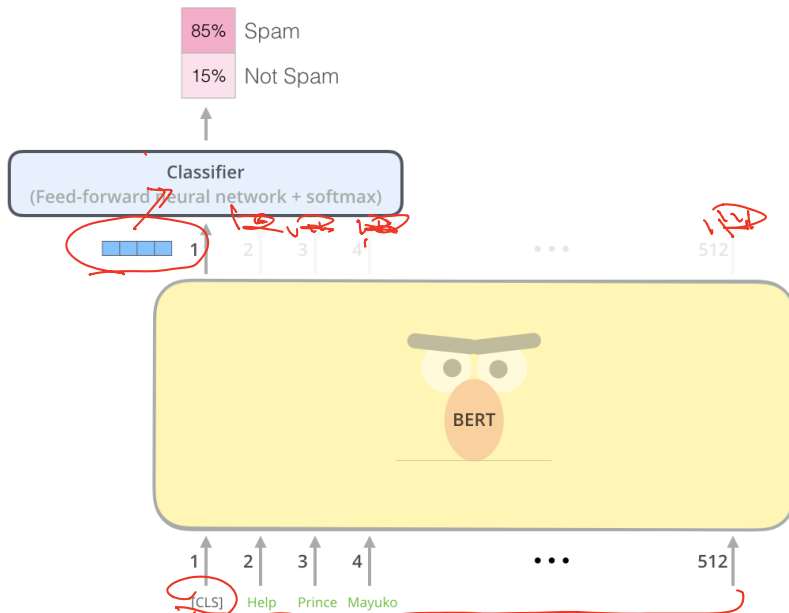 85% Spam
15% Not Spam
Classifier
(Feed-forward neural network + softmax)
1 2 3 4 ... 512
BERT
1 2 3 4 ... 512
[CLS] Help Prince Mayuko